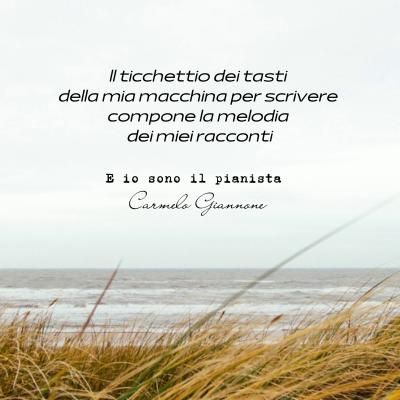 Il ticchettio dei tasti
della mia macchina per scrivere
compone la melodia
dei miei racconti
E io sono il pianista
Carmelo Giannone